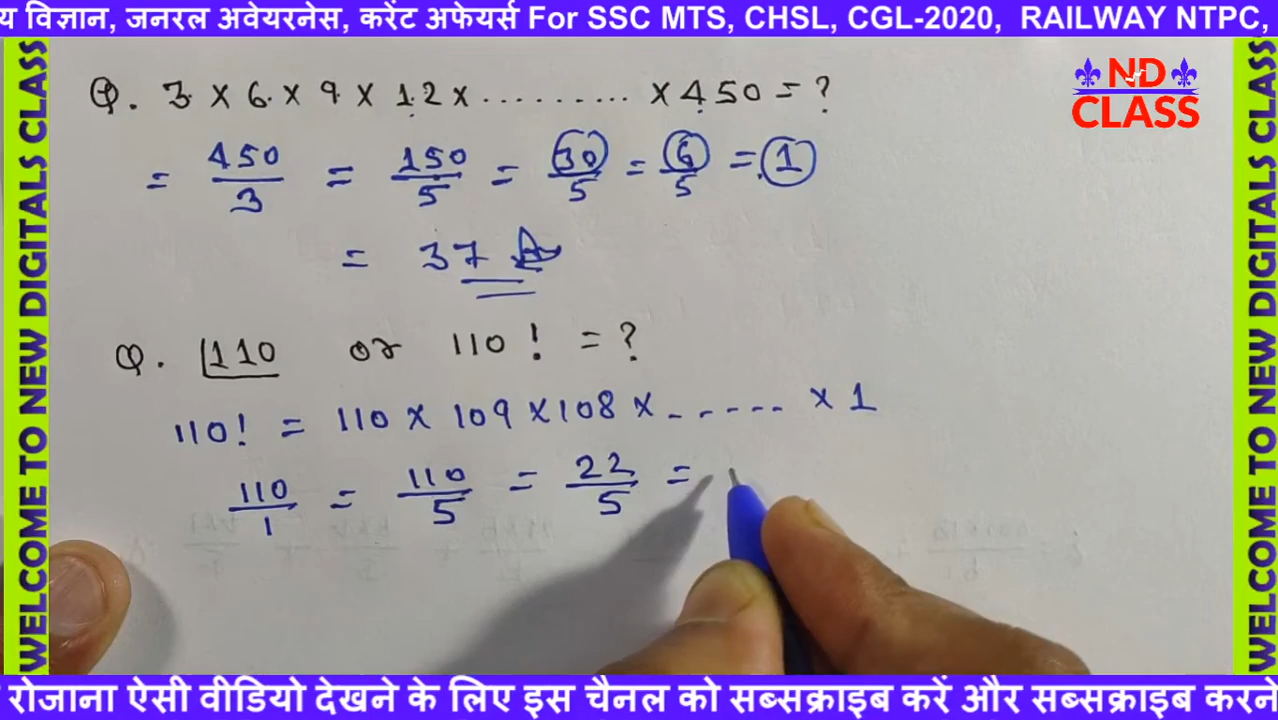 य विज्ञान, जनरल अवेयरनेस, करेंट अफेयर्स For SSC MTS, CHSL, CGL-2020, RAILWAY NTPC,
WELCOME TO NEW DIGITALS CLASS
ND
CLASS
Q. 3 × 6 × 9 × 12 × .......... × 450 = ?
= 450/3 = 150/5 = 30/5 = 6/5 = 1
= 37
Q. |110 or 110! = ?
110! = 110 × 109 × 108 × ------ × 1
110/1 = 110/5 = 22/5 =
WELCOME TO NEW DIGITALS CLASS
रोजाना ऐसी वीडियो देखने के लिए इस चैनल को सब्सक्राइब करें और सब्सक्राइब करने